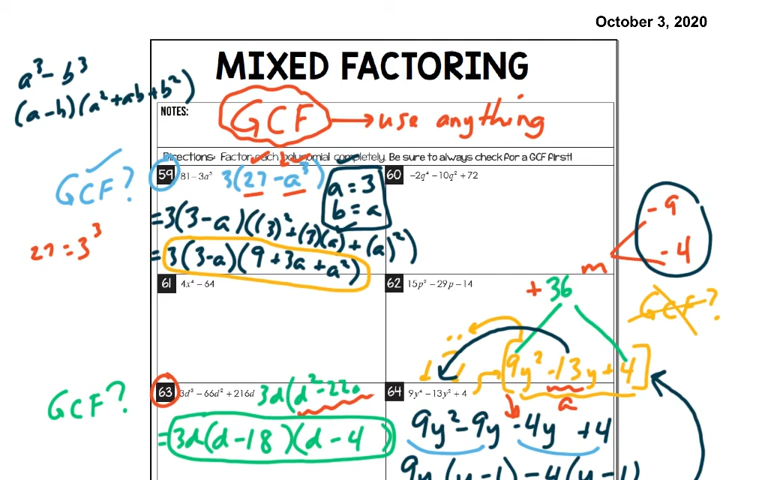 October 3, 2020
MIXED FACTORING
a³ - b³
(a-b)(a²+ab+b²)
NOTES:
GCF → use anything
Directions: Factor each polynomial completely. Be sure to always check for a GCF first!
GCF?
59 81 - 3a³
3(27 - a³)
a = 3
b = a
= 3(3-a)((3)²+(3)(a)+(a)²)
27 = 3³
= 3(3-a)(9+3a+a²)
60 -2q⁴ - 10q² + 72
-9
-4
m
61 4x⁴ - 64
62 15p² - 29p - 14
+36
GCF?
[9y² -13y +4]
a
GCF?
63 3d³ - 66d² + 216d
3d(d²-22d
= 3d(d-18)(d-4)
64 9y⁴ - 13y² + 4
9y² - 9y - 4y + 4
9y(y-1) - 4(y-1)